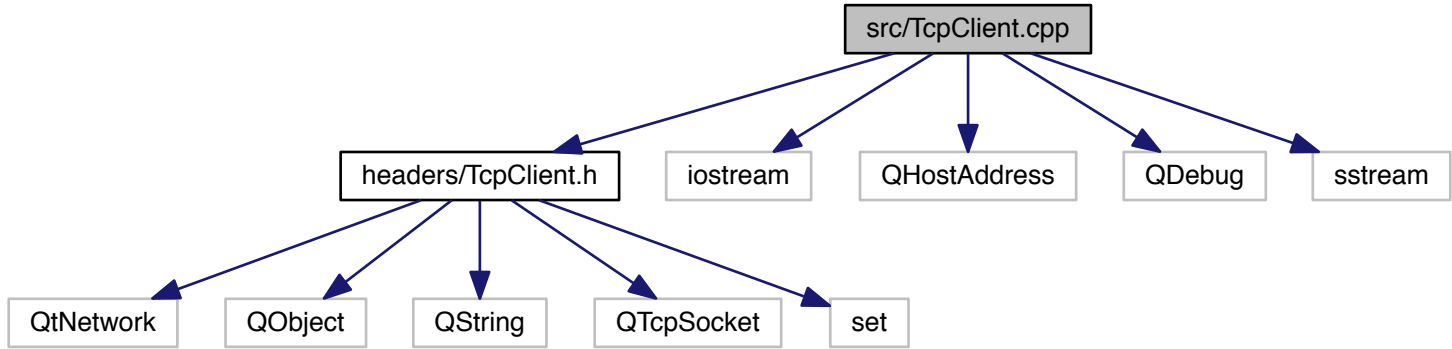 src/TcpClient.cpp
headers/TcpClient.h
iostream
QHostAddress
QDebug
sstream
QtNetwork
QObject
QString
QTcpSocket
set